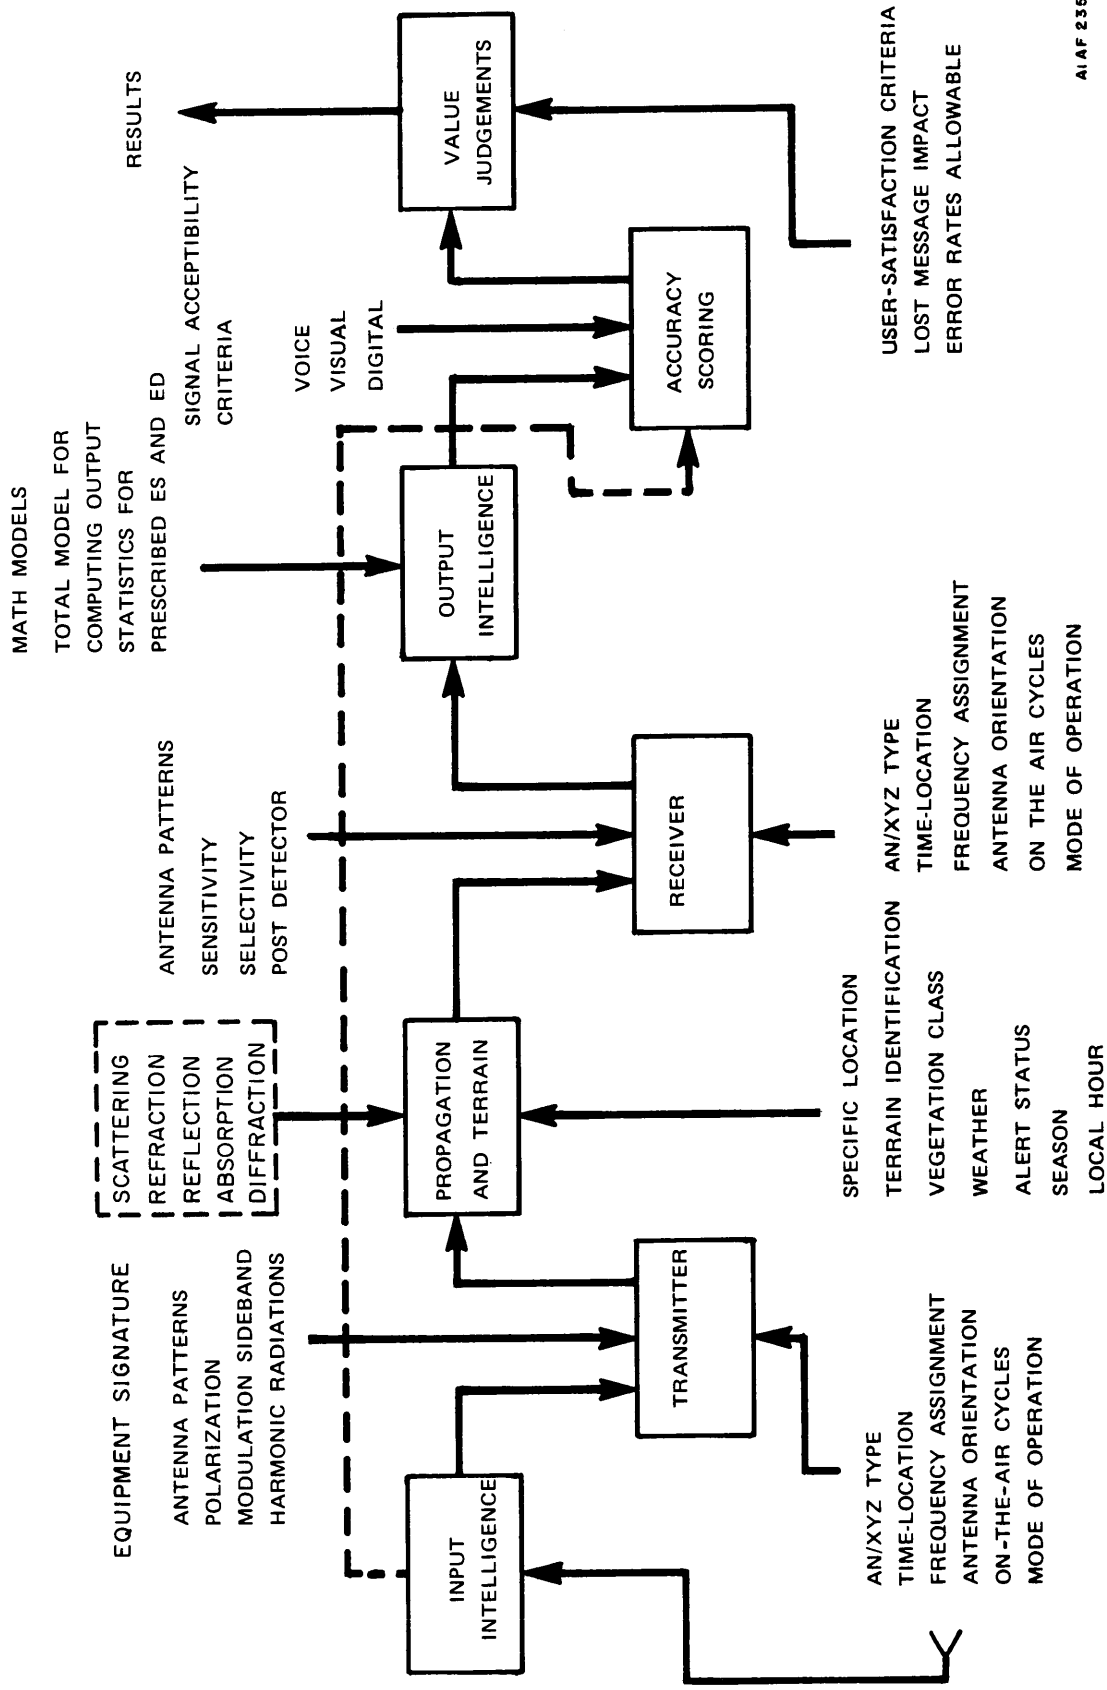 MATH MODELS
TOTAL MODEL FOR
COMPUTING OUTPUT
STATISTICS FOR
PRESCRIBED ES AND ED
EQUIPMENT SIGNATURE
ANTENNA PATTERNS
POLARIZATION
MODULATION SIDEBAND
HARMONIC RADIATIONS
SCATTERING
REFRACTION
REFLECTION
ABSORPTION
DIFFRACTION
ANTENNA PATTERNS
SENSITIVITY
SELECTIVITY
POST DETECTOR
SIGNAL ACCEPTIBILITY
CRITERIA
VOICE
VISUAL
DIGITAL
RESULTS
INPUT
INTELLIGENCE
TRANSMITTER
PROPAGATION
AND TERRAIN
RECEIVER
OUTPUT
INTELLIGENCE
ACCURACY
SCORING
VALUE
JUDGEMENTS
AN/XYZ TYPE
TIME-LOCATION
FREQUENCY ASSIGNMENT
ANTENNA ORIENTATION
ON-THE-AIR CYCLES
MODE OF OPERATION
SPECIFIC LOCATION
TERRAIN IDENTIFICATION
VEGETATION CLASS
WEATHER
ALERT STATUS
SEASON
LOCAL HOUR
AN/XYZ TYPE
TIME-LOCATION
FREQUENCY ASSIGNMENT
ANTENNA ORIENTATION
ON THE AIR CYCLES
MODE OF OPERATION
USER-SATISFACTION CRITERIA
LOST MESSAGE IMPACT
ERROR RATES ALLOWABLE